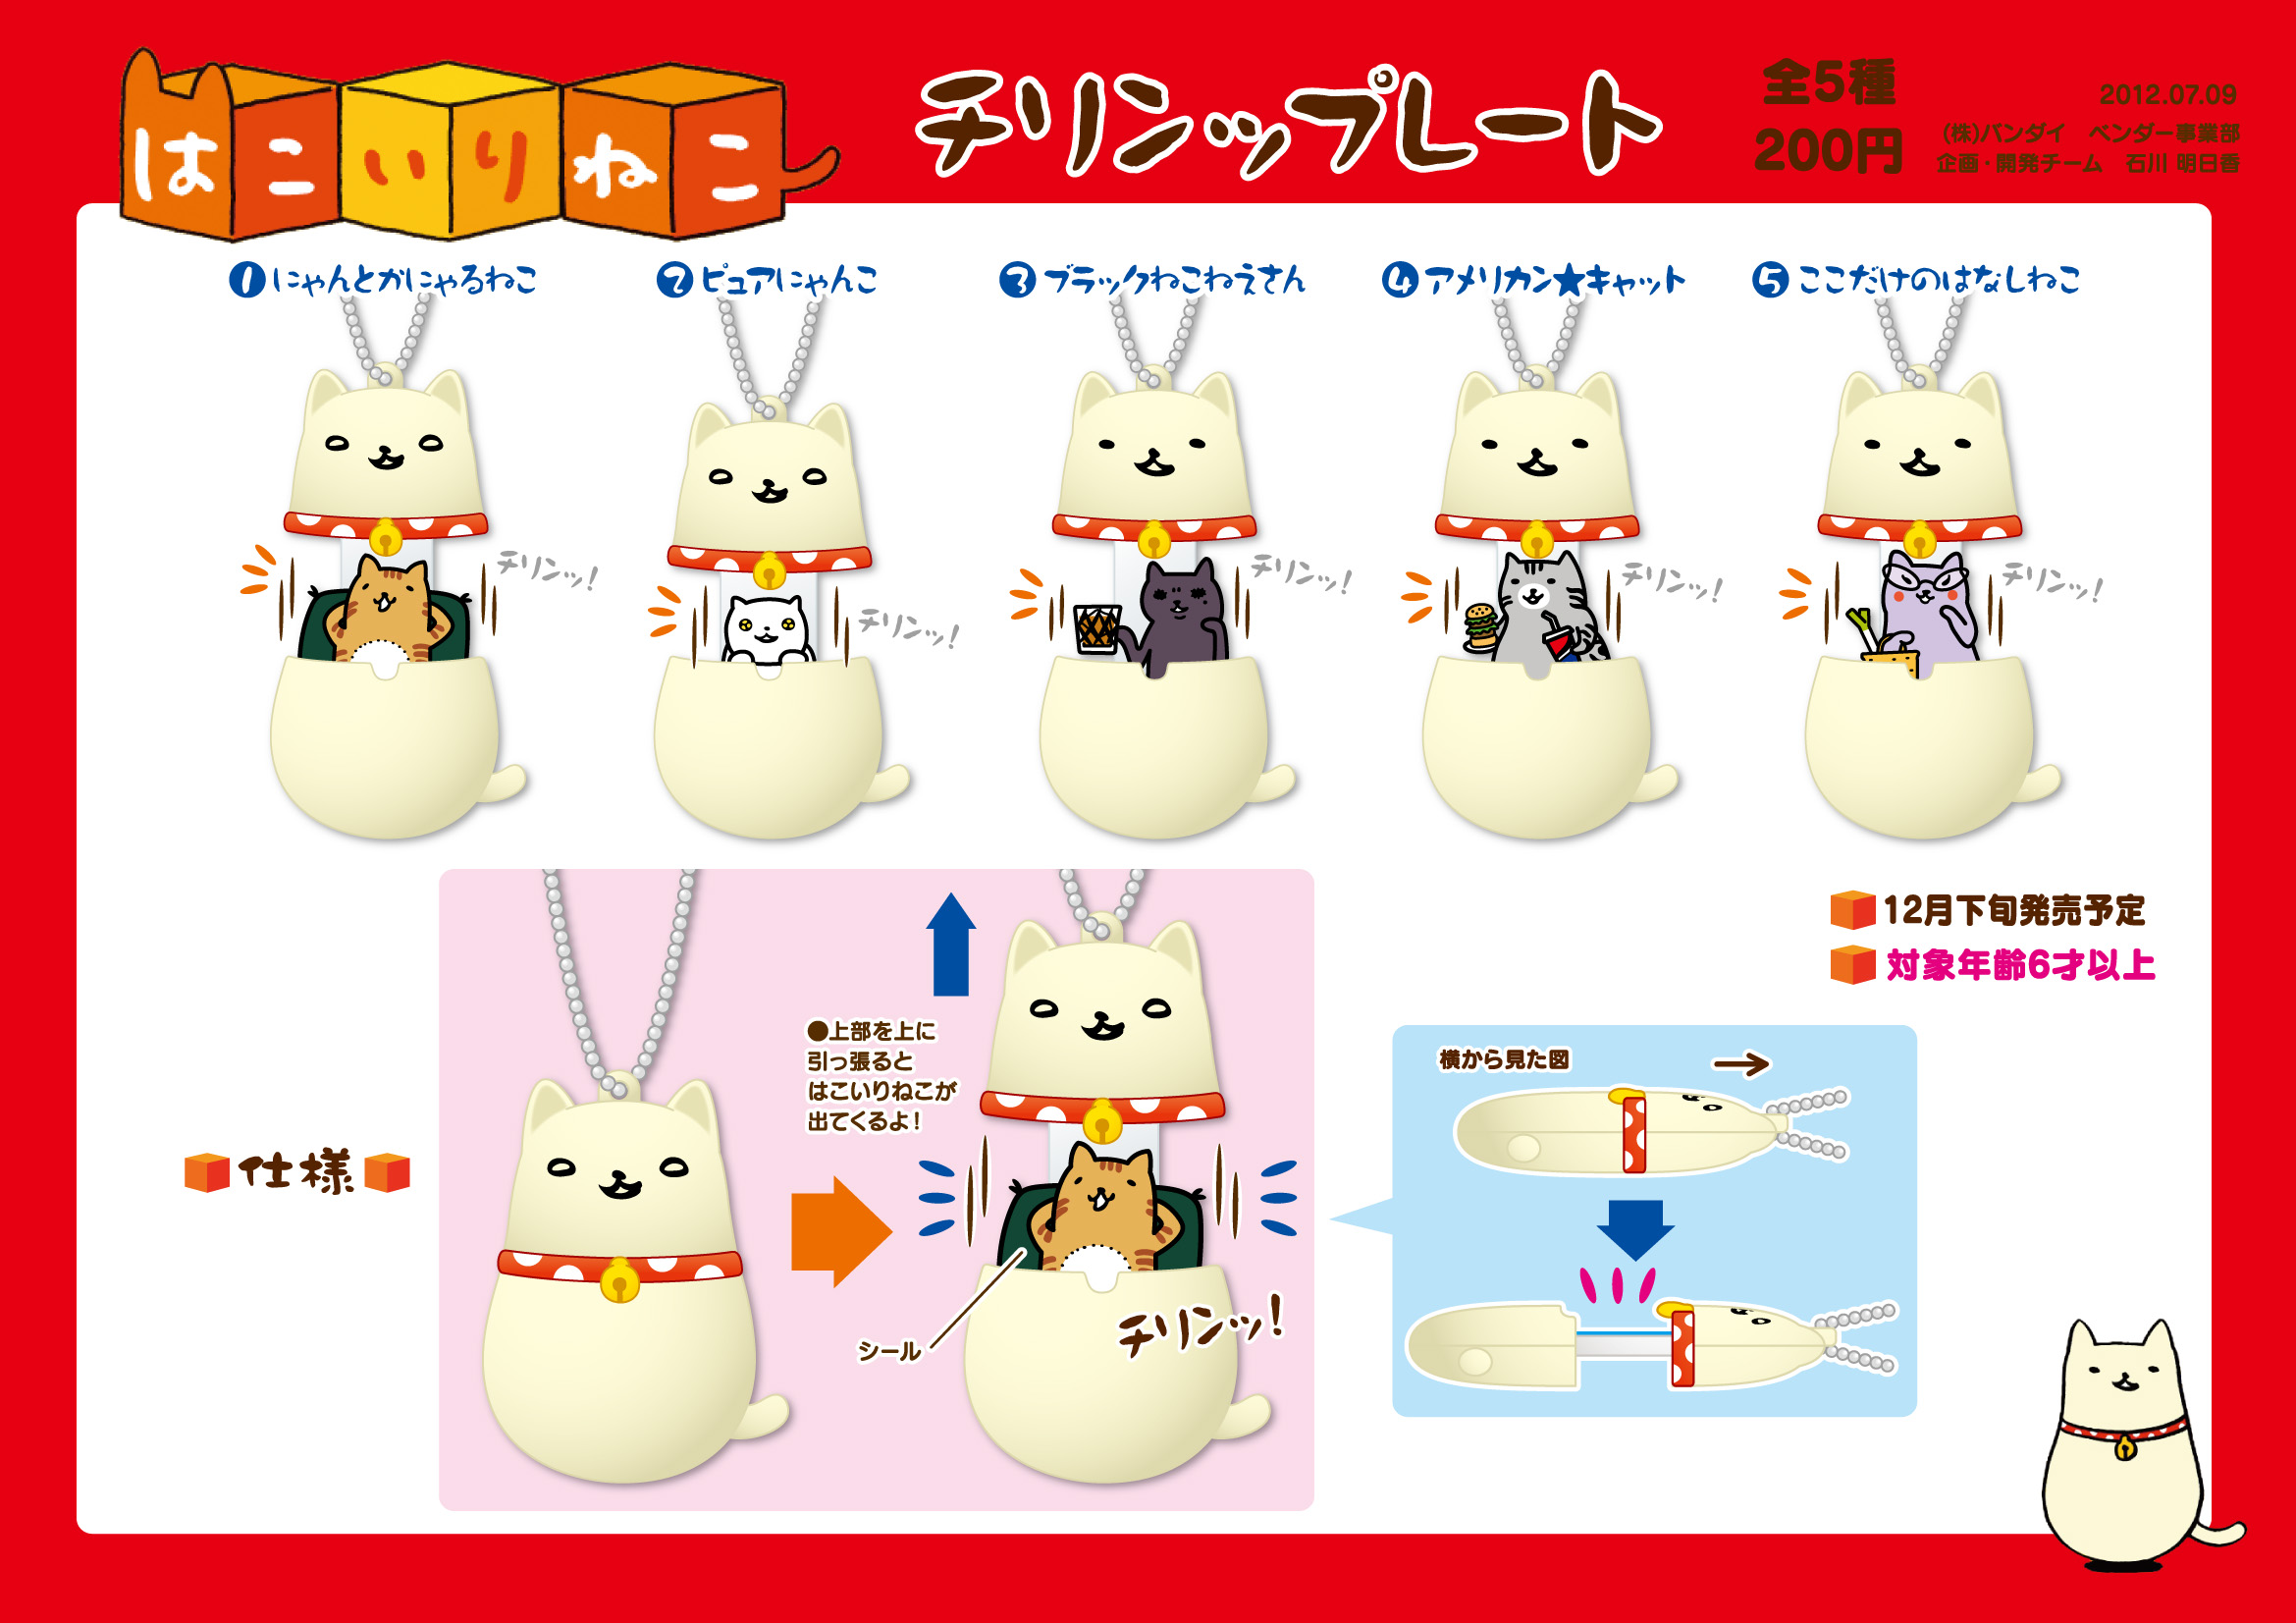 はこいりねこ
チリンップレート
全5種
200円
2012.07.09
(株)バンダイ　ベンダー事業部
企画・開発チーム　石川 明日香
1 にゃんとかにゃるねこ
2 ピュアにゃんこ
3 ブラックねこねえさん
4 アメリカン★キャット
5 ここだけのはなしねこ
チリンッ!
チリンッ!
チリンッ!
チリンッ!
チリンッ!
12月下旬発売予定
対象年齢6才以上
仕様
●上部を上に
引っ張ると
はこいりねこが
出てくるよ!
シール
チリンッ!
横から見た図